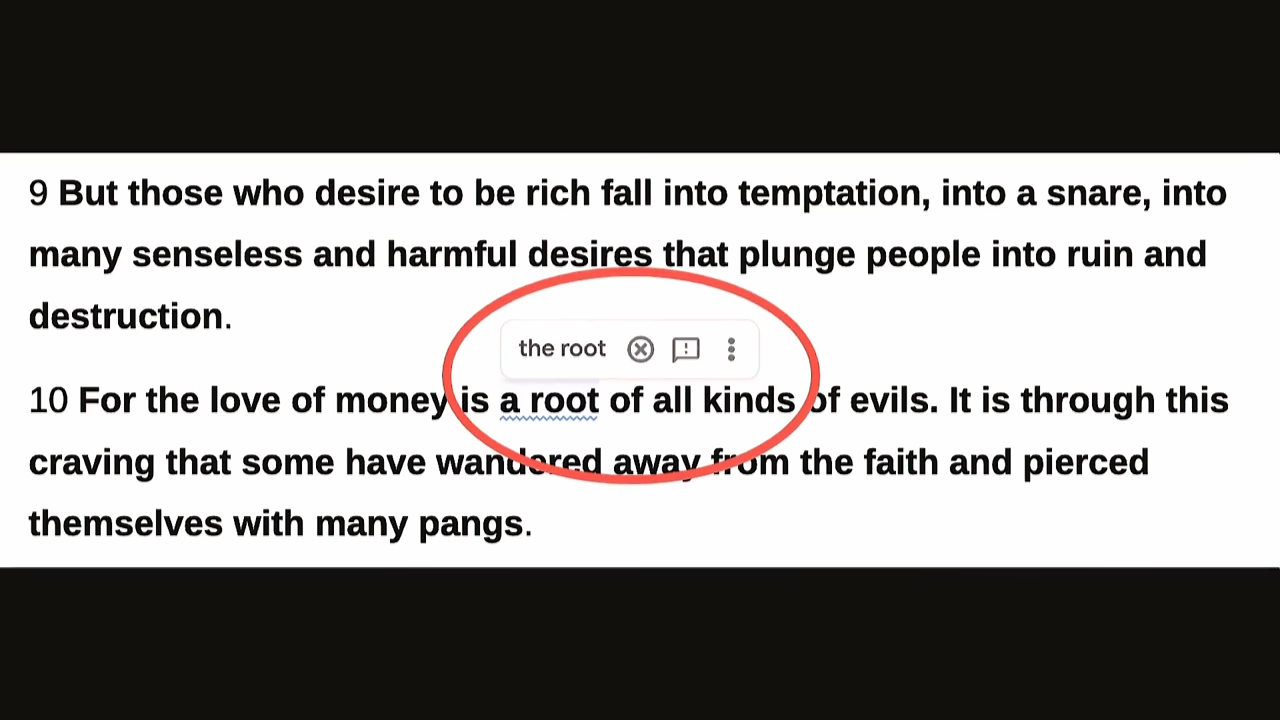 9 But those who desire to be rich fall into temptation, into a snare, into
many senseless and harmful desires that plunge people into ruin and
destruction.
the root
10 For the love of money is a root of all kinds of evils. It is through this
craving that some have wandered away from the faith and pierced
themselves with many pangs.